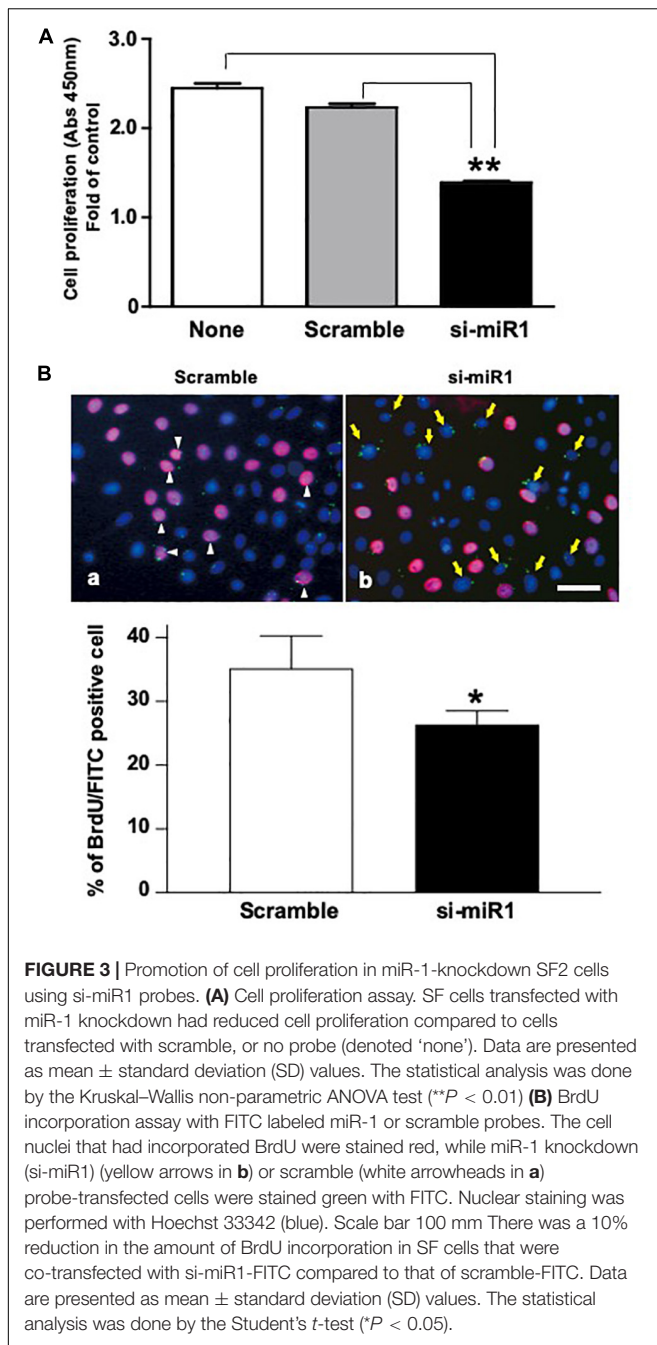 A
3.0
2.0
1.0
0
Cell proliferation (Abs 450nm)
Fold of control
**
None Scramble si-miR1
B
Scramble si-miR1
a b
40
30
20
10
0
% of BrdU/FITC positive cell
*
Scramble si-miR1
FIGURE 3 | Promotion of cell proliferation in miR-1-knockdown SF2 cells
using si-miR1 probes. (A) Cell proliferation assay. SF cells transfected with
miR-1 knockdown had reduced cell proliferation compared to cells
transfected with scramble, or no probe (denoted ‘none’). Data are presented
as mean ± standard deviation (SD) values. The statistical analysis was done
by the Kruskal–Wallis non-parametric ANOVA test (**P < 0.01) (B) BrdU
incorporation assay with FITC labeled miR-1 or scramble probes. The cell
nuclei that had incorporated BrdU were stained red, while miR-1 knockdown
(si-miR1) (yellow arrows in b) or scramble (white arrowheads in a)
probe-transfected cells were stained green with FITC. Nuclear staining was
performed with Hoechst 33342 (blue). Scale bar 100 mm There was a 10%
reduction in the amount of BrdU incorporation in SF cells that were
co-transfected with si-miR1-FITC compared to that of scramble-FITC. Data
are presented as mean ± standard deviation (SD) values. The statistical
analysis was done by the Student’s t-test (*P < 0.05).